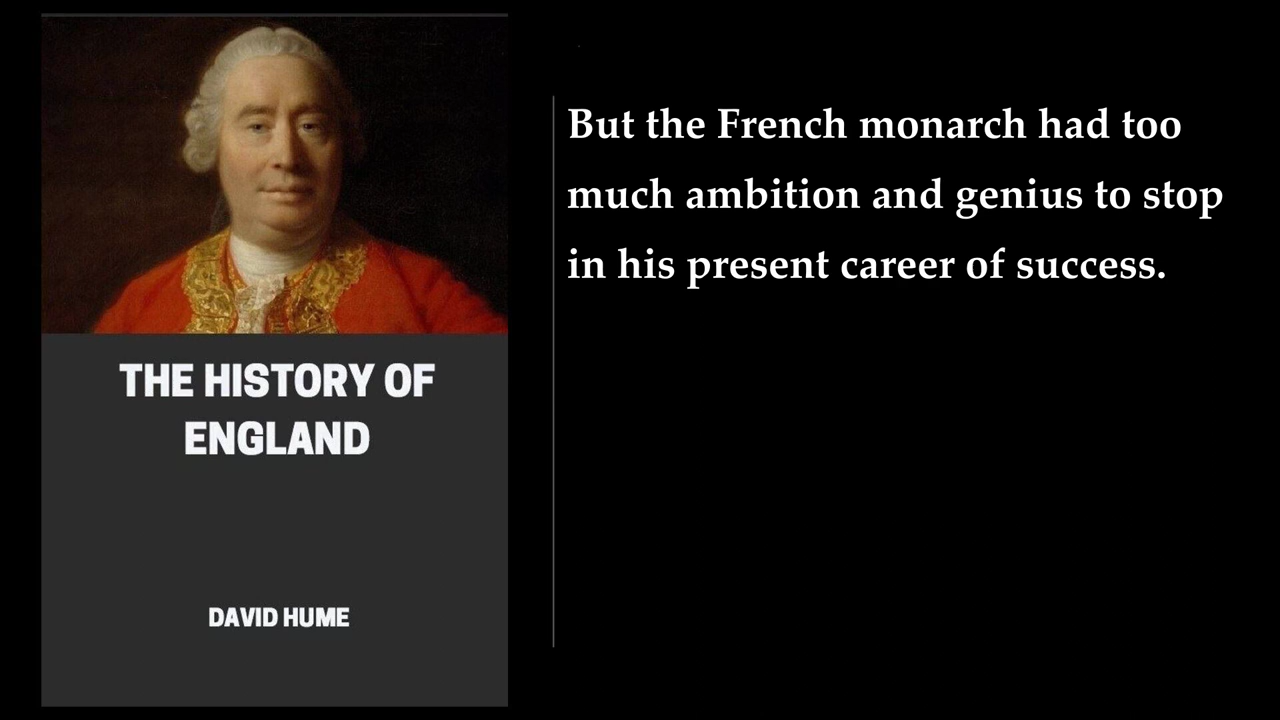 THE HISTORY OF
ENGLAND
DAVID HUME
But the French monarch had too
much ambition and genius to stop
in his present career of success.